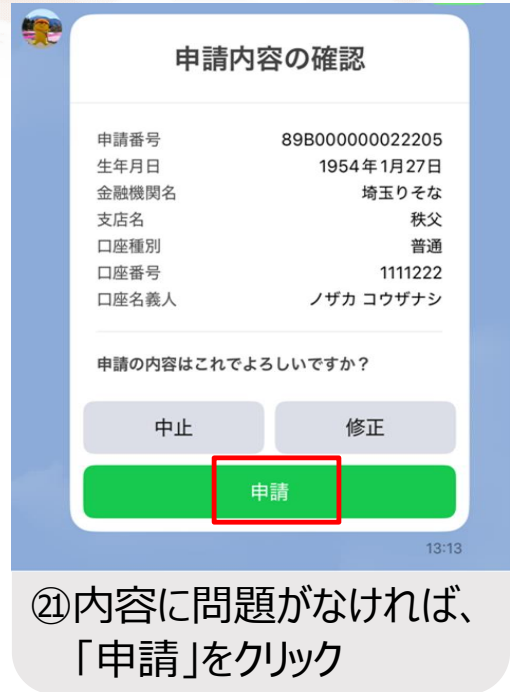 申請内容の確認
申請番号 89B000000022205
生年月日 1954年1月27日
金融機関名 埼玉りそな
支店名 秩父
口座種別 普通
口座番号 1111222
口座名義人 ノザカ コウザナシ
申請の内容はこれでよろしいですか？
中止 修正
申請
13:13
㉑内容に問題がなければ、
「申請」をクリック